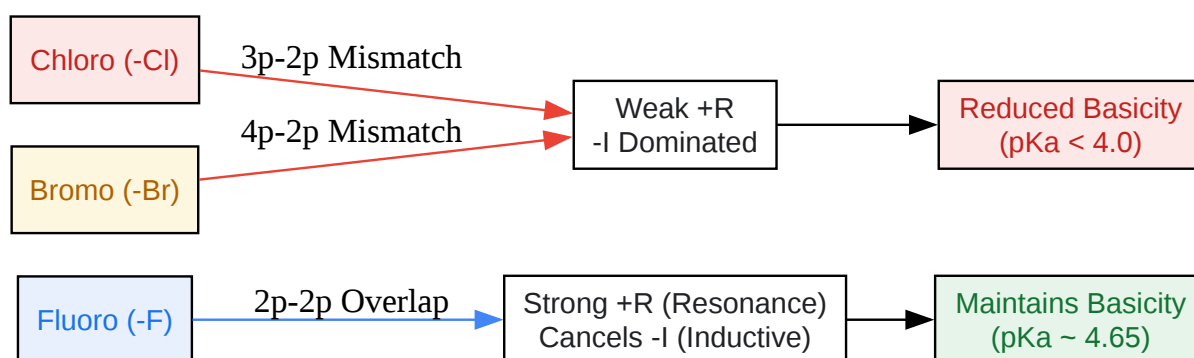 Chloro (-Cl)
3p-2p Mismatch
Weak +R
-I Dominated
Reduced Basicity
(pKa < 4.0)
Bromo (-Br)
4p-2p Mismatch
Fluoro (-F)
2p-2p Overlap
Strong +R (Resonance)
Cancels -I (Inductive)
Maintains Basicity
(pKa ~ 4.65)